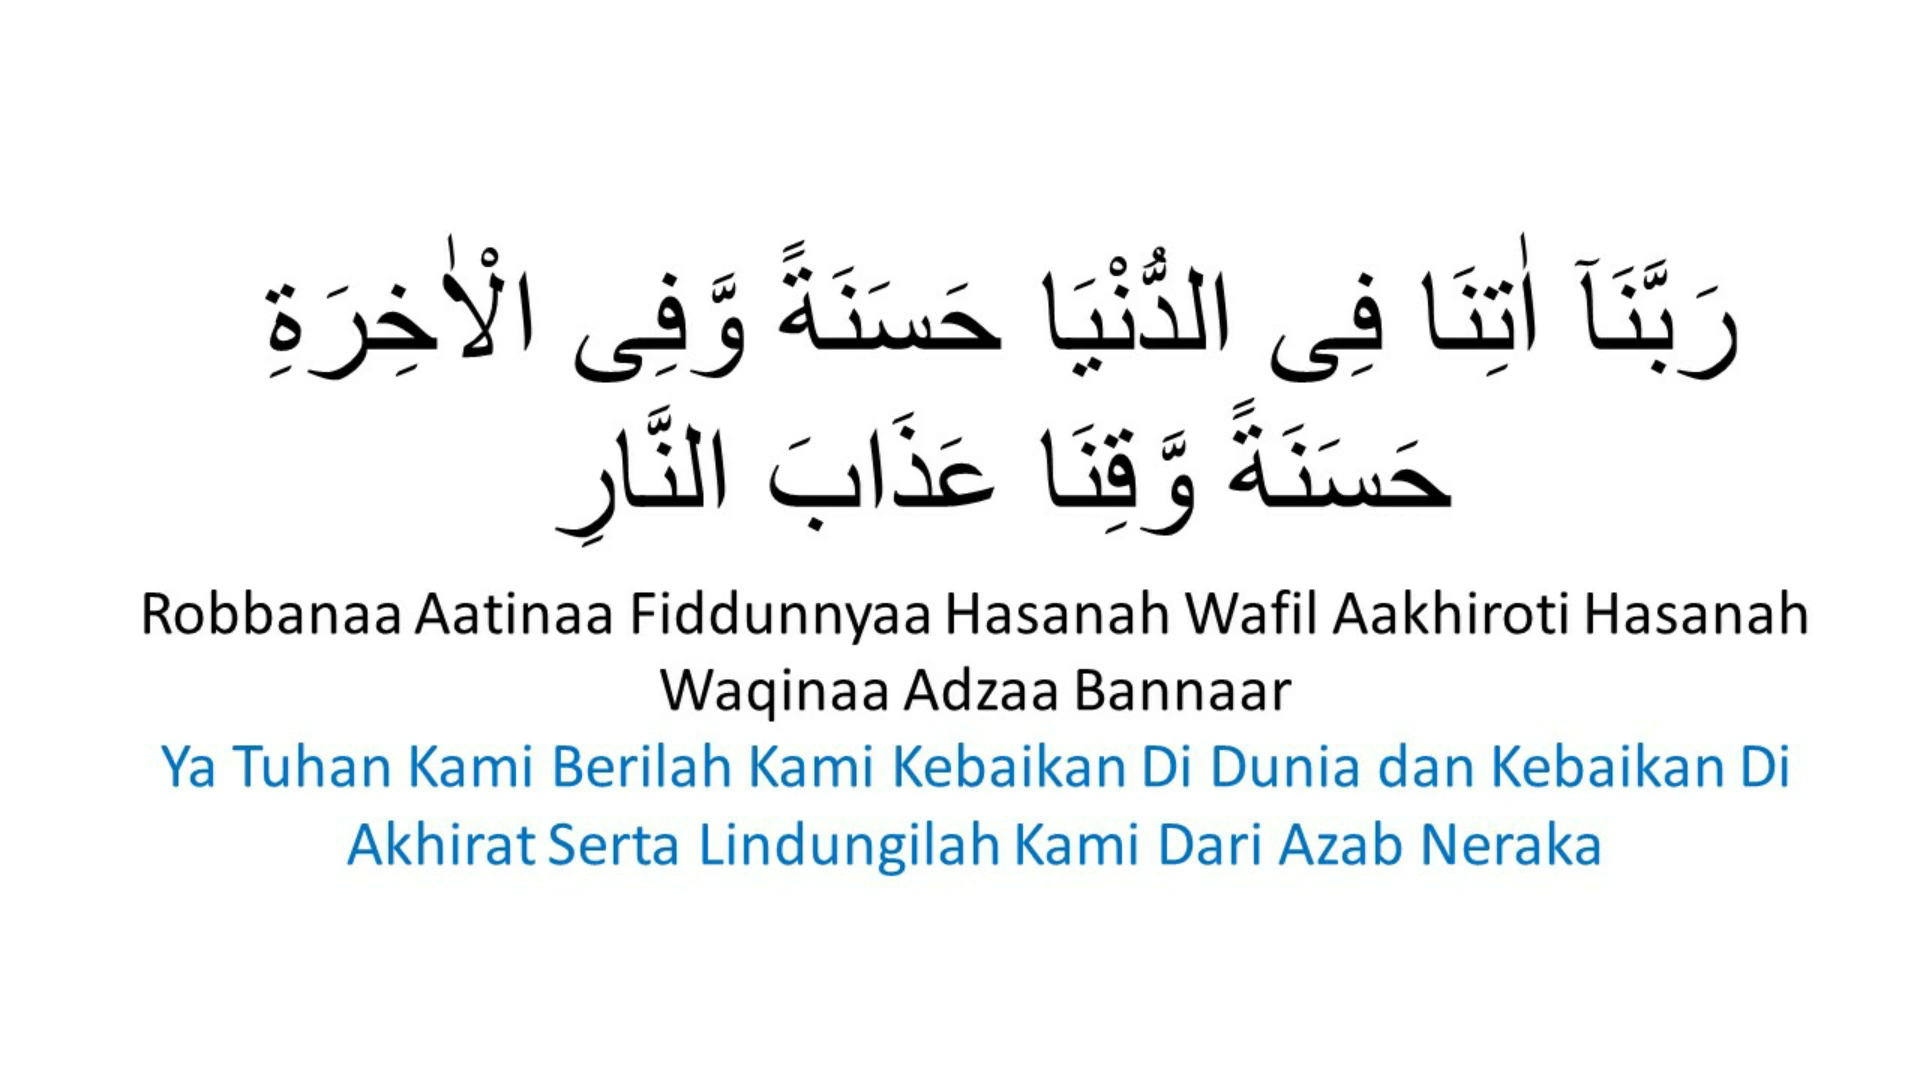 رَبَّنَآ اٰتِنَا فِى الدُّنْيَا حَسَنَةً وَّفِى الْاٰخِرَةِ
حَسَنَةً وَّقِنَا عَذَابَ النَّارِ
Robbanaa Aatinaa Fiddunnyaa Hasanah Wafil Aakhiroti Hasanah
Waqinaa Adzaa Bannaar
Ya Tuhan Kami Berilah Kami Kebaikan Di Dunia dan Kebaikan Di
Akhirat Serta Lindungilah Kami Dari Azab Neraka